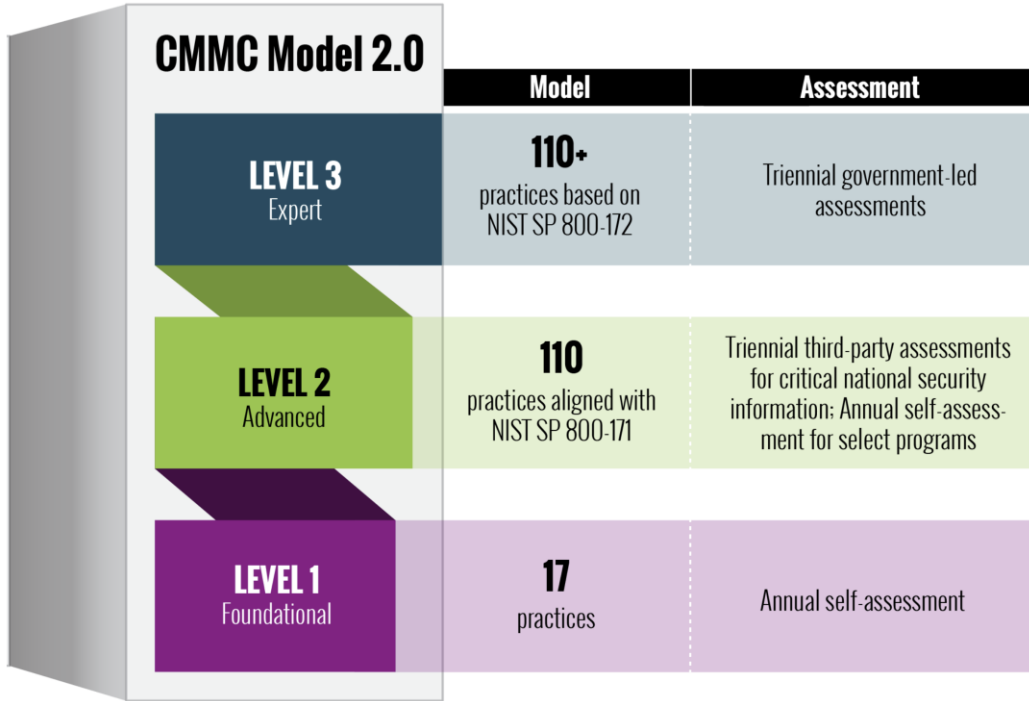 CMMC Model 2.0
Model
Assessment
LEVEL 3
Expert
110+
practices based on
NIST SP 800-172
Triennial government-led
assessments
LEVEL 2
Advanced
110
practices aligned with
NIST SP 800-171
Triennial third-party assessments
for critical national security
information; Annual self-assess-
ment for select programs
LEVEL 1
Foundational
17
practices
Annual self-assessment